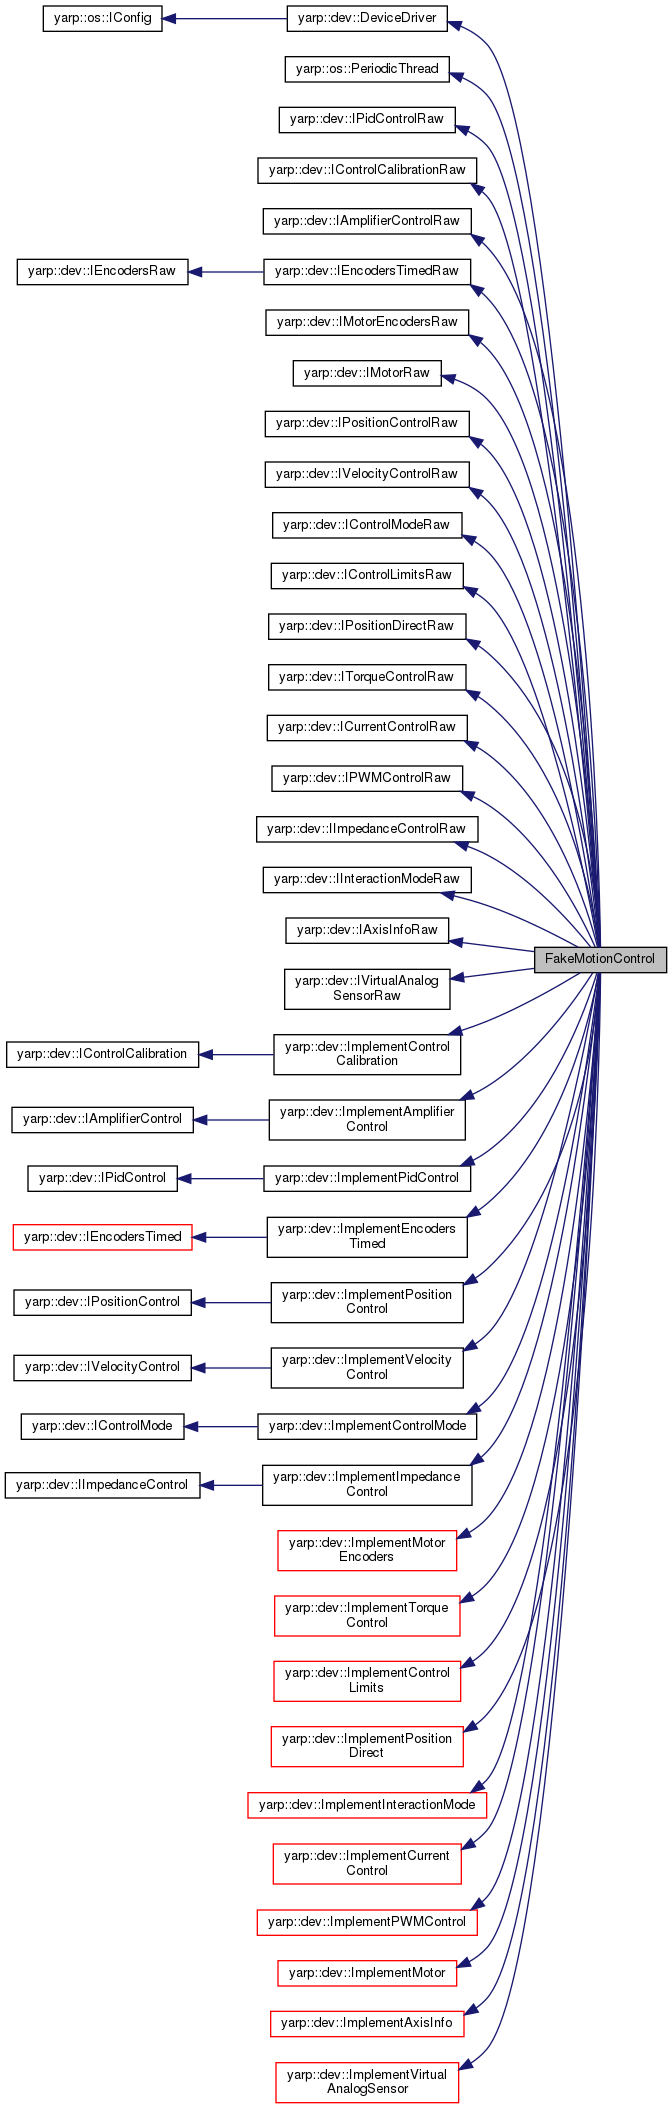 yarp::os::IConfig
yarp::dev::DeviceDriver
yarp::os::PeriodicThread
yarp::dev::IPidControlRaw
yarp::dev::IControlCalibrationRaw
yarp::dev::IAmplifierControlRaw
yarp::dev::IEncodersRaw
yarp::dev::IEncodersTimedRaw
yarp::dev::IMotorEncodersRaw
yarp::dev::IMotorRaw
yarp::dev::IPositionControlRaw
yarp::dev::IVelocityControlRaw
yarp::dev::IControlModeRaw
yarp::dev::IControlLimitsRaw
yarp::dev::IPositionDirectRaw
yarp::dev::ITorqueControlRaw
yarp::dev::ICurrentControlRaw
yarp::dev::IPWMControlRaw
yarp::dev::IImpedanceControlRaw
yarp::dev::IInteractionModeRaw
yarp::dev::IAxisInfoRaw
FakeMotionControl
yarp::dev::IVirtualAnalog
SensorRaw
yarp::dev::IControlCalibration
yarp::dev::ImplementControl
Calibration
yarp::dev::IAmplifierControl
yarp::dev::ImplementAmplifier
Control
yarp::dev::IPidControl
yarp::dev::ImplementPidControl
yarp::dev::IEncodersTimed
yarp::dev::ImplementEncoders
Timed
yarp::dev::IPositionControl
yarp::dev::ImplementPosition
Control
yarp::dev::IVelocityControl
yarp::dev::ImplementVelocity
Control
yarp::dev::IControlMode
yarp::dev::ImplementControlMode
yarp::dev::IImpedanceControl
yarp::dev::ImplementImpedance
Control
yarp::dev::ImplementMotor
Encoders
yarp::dev::ImplementTorque
Control
yarp::dev::ImplementControl
Limits
yarp::dev::ImplementPosition
Direct
yarp::dev::ImplementInteractionMode
yarp::dev::ImplementCurrent
Control
yarp::dev::ImplementPWMControl
yarp::dev::ImplementMotor
yarp::dev::ImplementAxisInfo
yarp::dev::ImplementVirtual
AnalogSensor